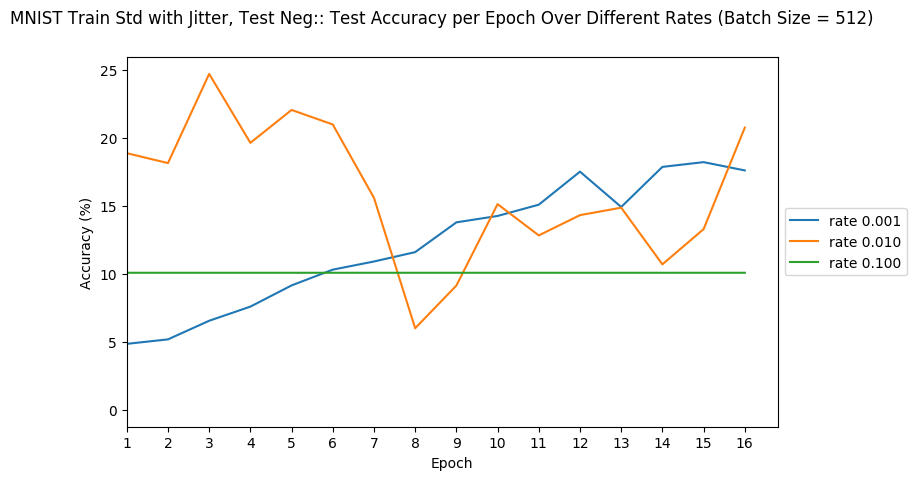 MNIST Train Std with Jitter, Test Neg:: Test Accuracy per Epoch Over Different Rates (Batch Size = 512)
25
20
15
10
5
0
Accuracy (%)
1 2 3 4 5 6 7 8 9 10 11 12 13 14 15 16
Epoch
rate 0.001
rate 0.010
rate 0.100